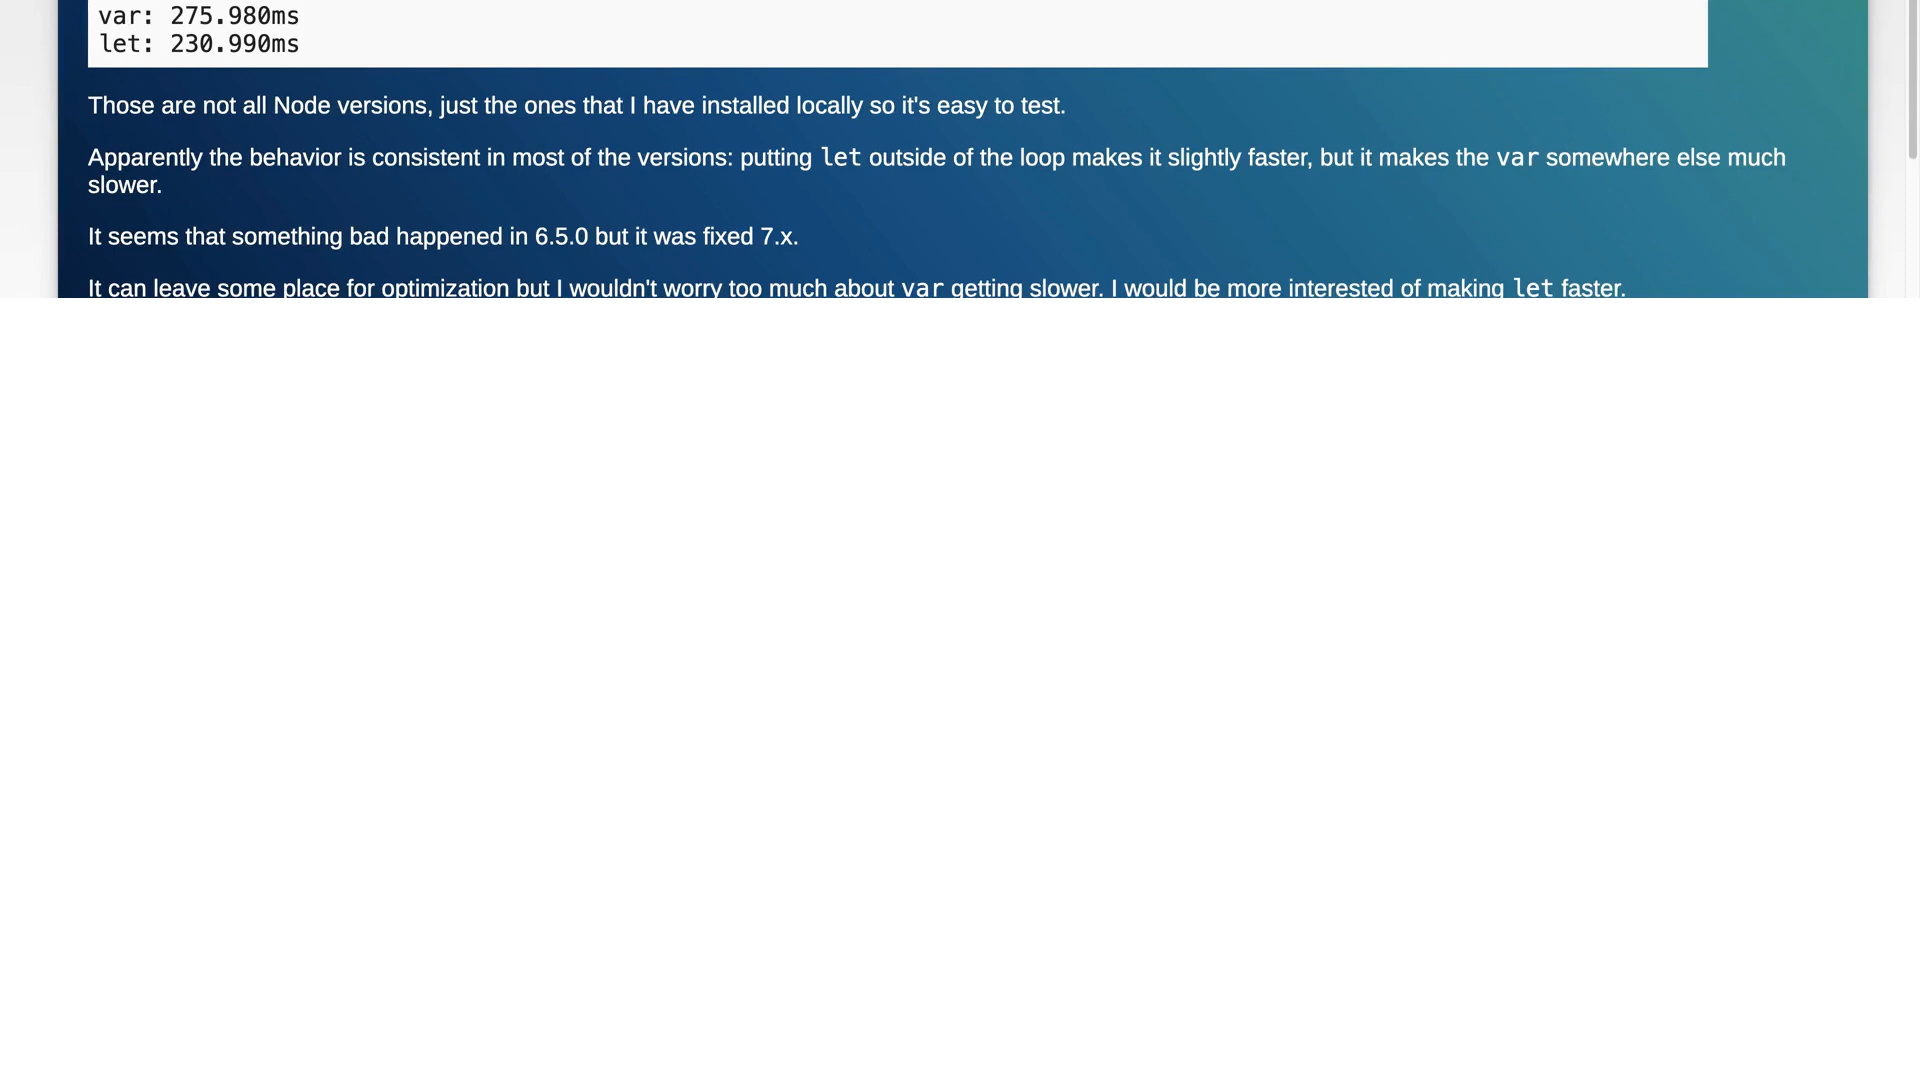 var: 275.980ms
let: 230.990ms
Those are not all Node versions, just the ones that I have installed locally so it's easy to test.
Apparently the behavior is consistent in most of the versions: putting let outside of the loop makes it slightly faster, but it makes the var somewhere else much
slower.
It seems that something bad happened in 6.5.0 but it was fixed 7.x.
It can leave some place for optimization but I wouldn't worry too much about var getting slower. I would be more interested of making let faster.